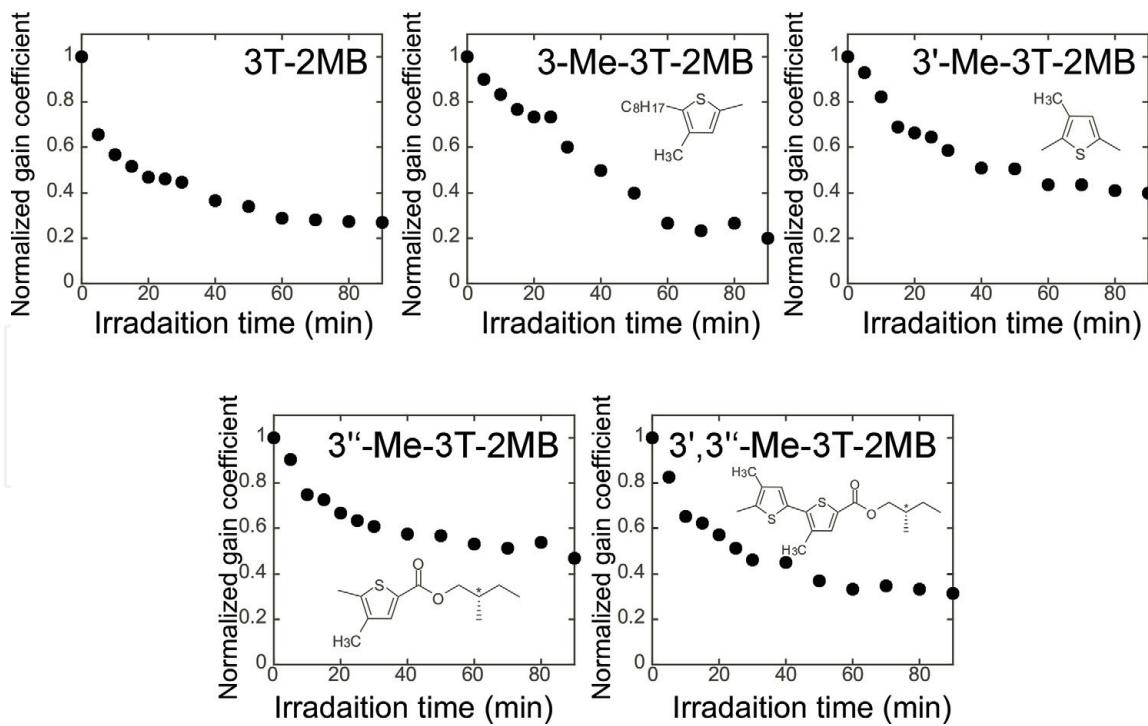 3T-2MB
Normalized gain coefficient
1
0.8
0.6
0.4
0.2
0
0 20 40 60 80
Irradaition time (min)
3-Me-3T-2MB
C8H17
S
H3C
Normalized gain coefficient
1
0.8
0.6
0.4
0.2
0
0 20 40 60 80
Irradaition time (min)
3'-Me-3T-2MB
H3C
S
Normalized gain coefficient
1
0.8
0.6
0.4
0.2
0
0 20 40 60 80
Irradaition time (min)
3"-Me-3T-2MB
O
S
O
*
H3C
Normalized gain coefficient
1
0.8
0.6
0.4
0.2
0
0 20 40 60 80
Irradaition time (min)
3',3"-Me-3T-2MB
H3C
S
S
O
O
*
H3C
Normalized gain coefficient
1
0.8
0.6
0.4
0.2
0
0 20 40 60 80
Irradaition time (min)